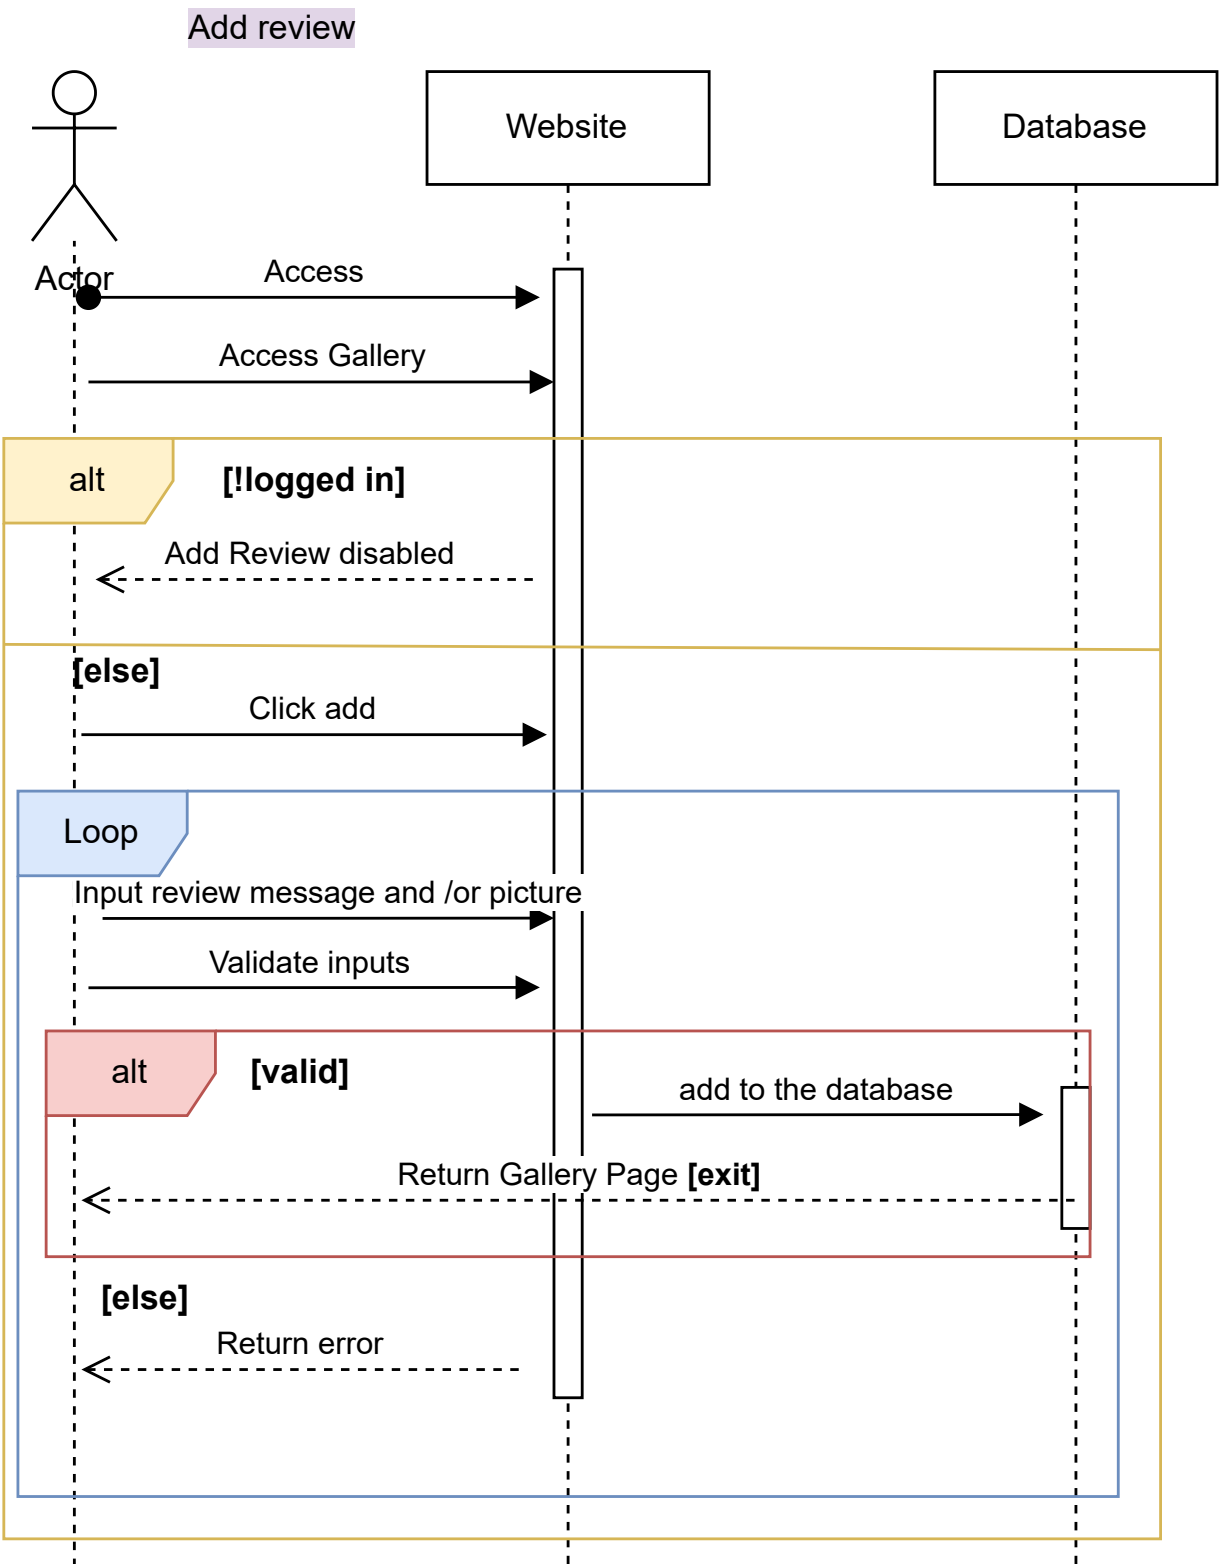 Add review
Website
Database
Actor
Access
Access Gallery
alt
[!logged in]
Add Review disabled
[else]
Click add
Loop
Input review message and /or picture
Validate inputs
alt
[valid]
add to the database
Return Gallery Page [exit]
[else]
Return error